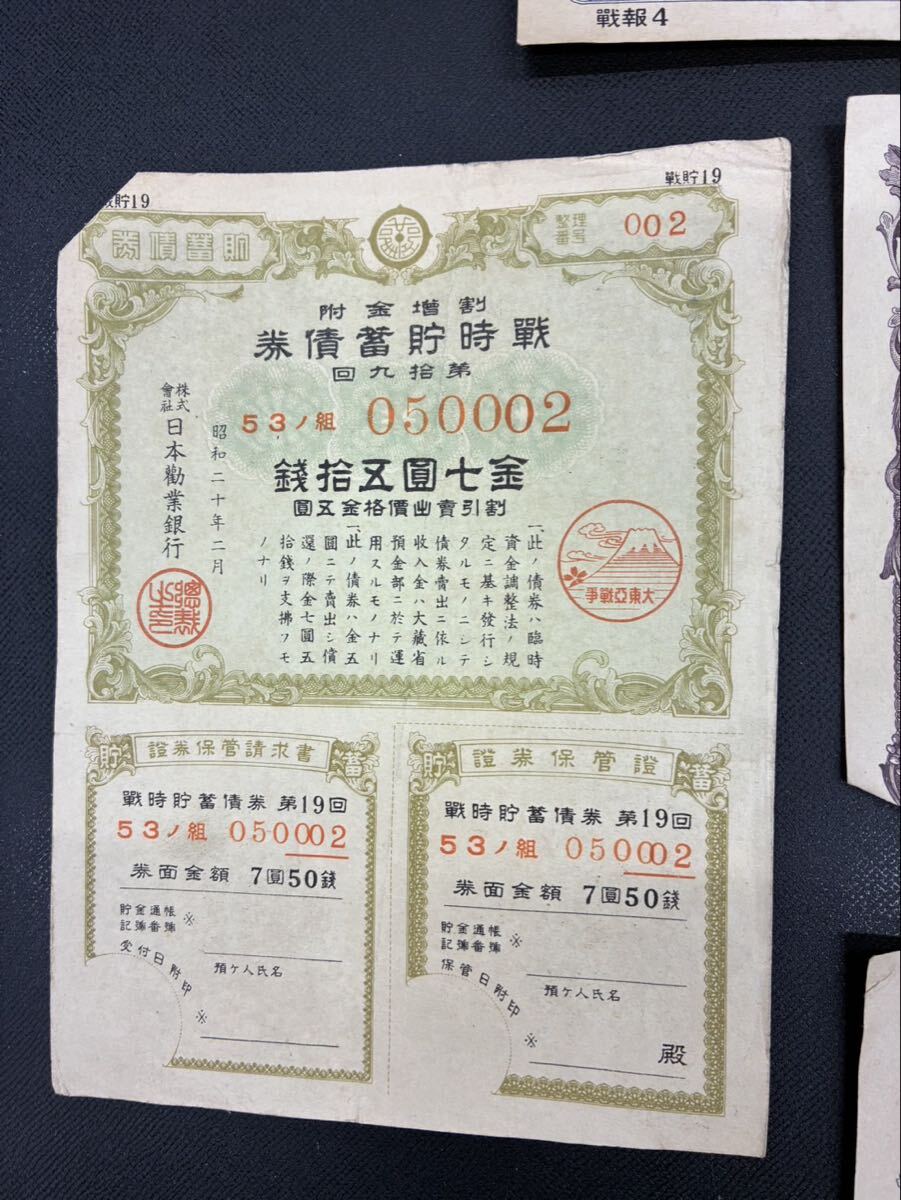 戰報4
戰貯19
貯19
券債蓄貯
整理番号
002
附金増割
券債蓄貯時戰
回九拾第
53ノ組 050002
錢拾五圓七金
圓五金格價出賣引割
一、此ノ債券ハ臨時
資金調整法ノ規
定ニ基キ發行シ
タルモノニシテ
債券賣出ニ依ル
收入金ハ大藏省
預金部ニ於テ運
用スルモノナリ
一、此ノ債券ハ金五
圓ニテ賣出シ償
還ノ際金七圓五
拾錢ヲ支拂フモ
ノナリ
昭和二十年二月
株式會社日本勸業銀行
總裁之印
爭戰亞東大
貯蓄
證券保管請求書
戰時貯蓄債券 第19回
53ノ組 050002
券面金額 7圓50錢
貯金通帳
記號番號
※
受付日附印
預ケ人氏名
※
貯蓄
證管保券證
戰時貯蓄債券 第19回
53ノ組 050002
券面金額 7圓50錢
貯金通帳
記號番號
※
保管日附印
預ケ人氏名
※
殿